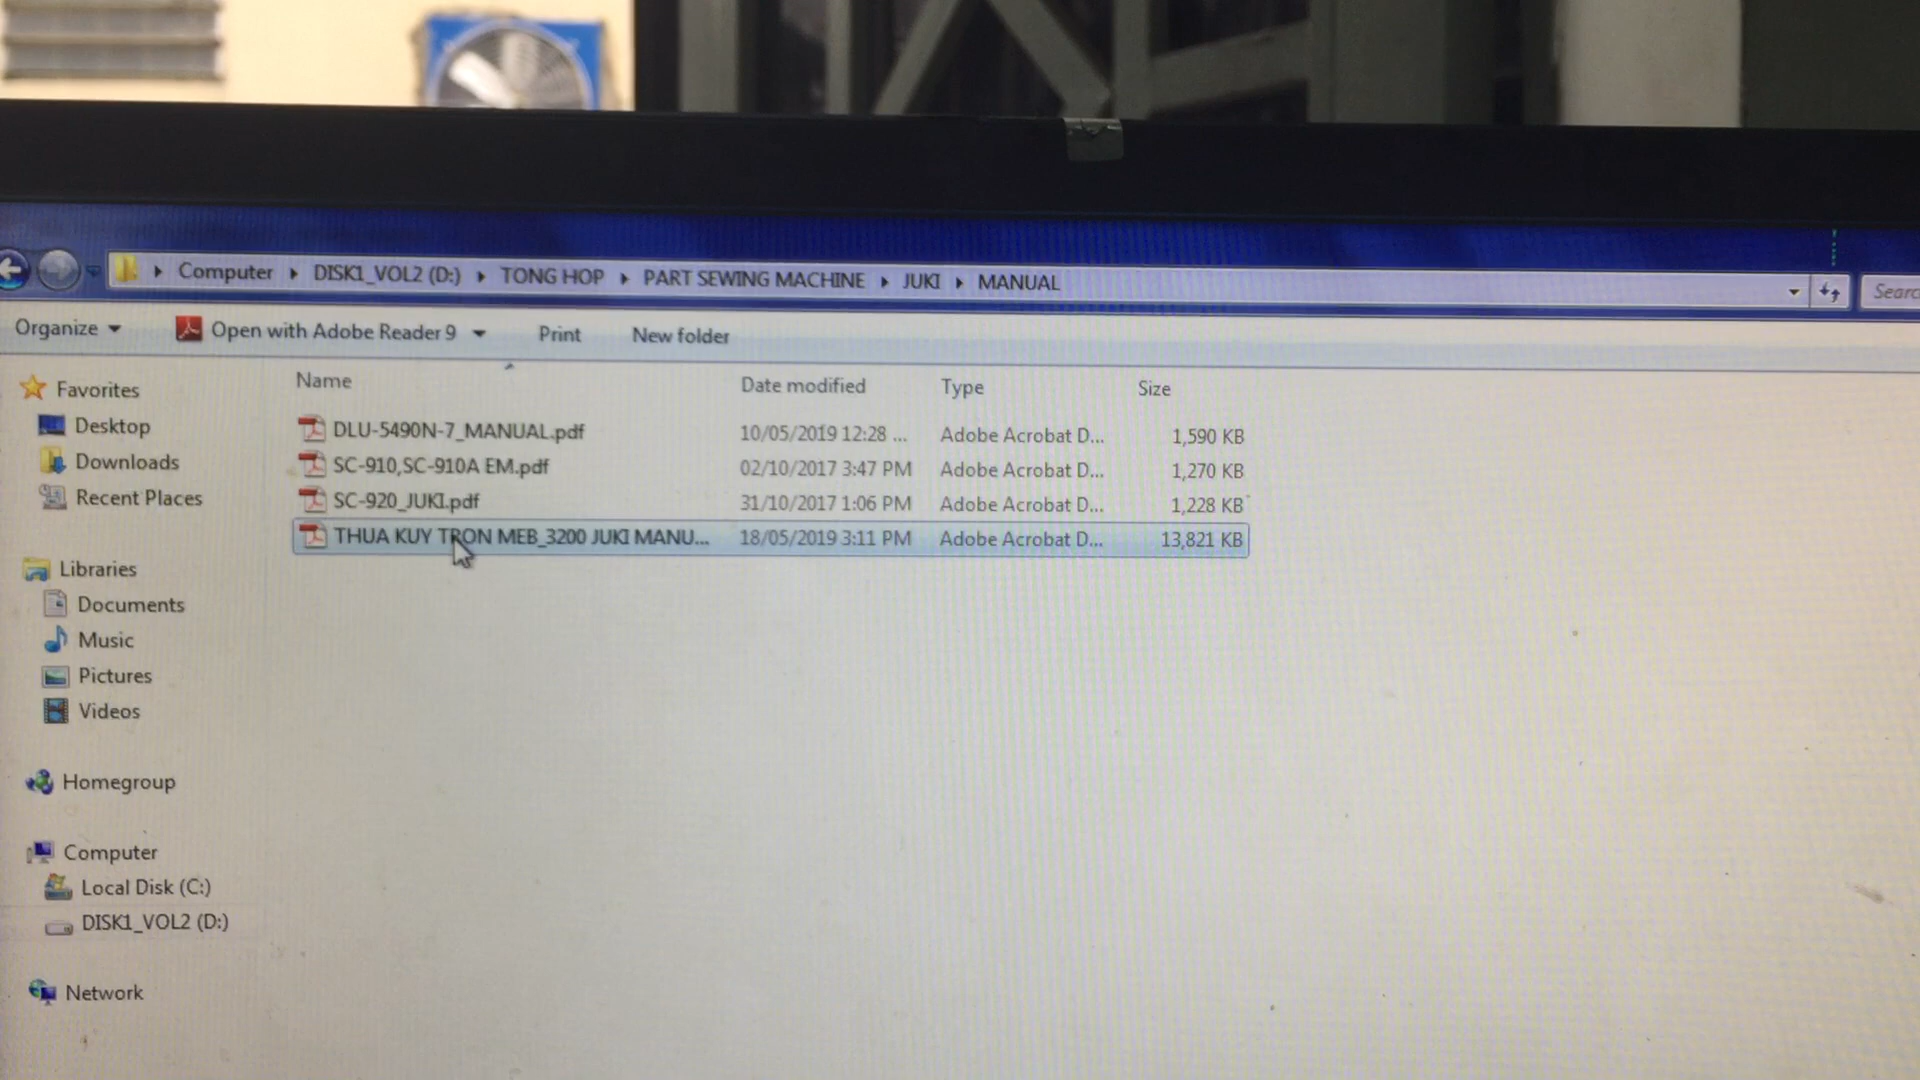 Computer ▸ DISK1_VOL2 (D:) ▸ TONG HOP ▸ PART SEWING MACHINE ▸ JUKI ▸ MANUAL
Organize Open with Adobe Reader 9 Print New folder
Name Date modified Type Size
DLU-5490N-7_MANUAL.pdf 10/05/2019 12:28 ... Adobe Acrobat D... 1,590 KB
SC-910,SC-910A EM.pdf 02/10/2017 3:47 PM Adobe Acrobat D... 1,270 KB
SC-920_JUKI.pdf 31/10/2017 1:06 PM Adobe Acrobat D... 1,228 KB
THUA KUY TRON MEB_3200 JUKI MANU... 18/05/2019 3:11 PM Adobe Acrobat D... 13,821 KB
Favorites
Desktop
Downloads
Recent Places
Libraries
Documents
Music
Pictures
Videos
Homegroup
Computer
Local Disk (C:)
DISK1_VOL2 (D:)
Network